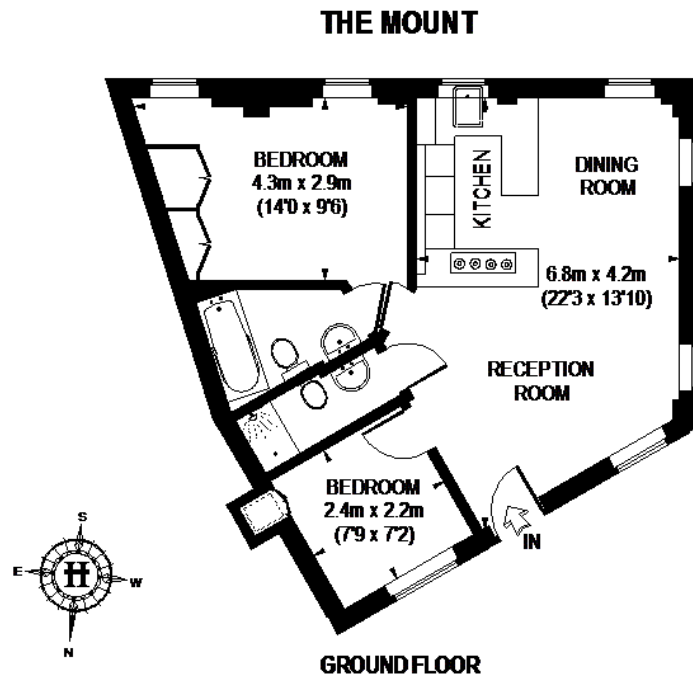 THE MOUNT
BEDROOM
4.3m x 2.9m
(14'0 x 9'6)
KITCHEN
DINING
ROOM
6.8m x 4.2m
(22'3 x 13'10)
RECEPTION
ROOM
BEDROOM
2.4m x 2.2m
(7'9 x 7'2)
IN
S
E
H
W
N
GROUND FLOOR